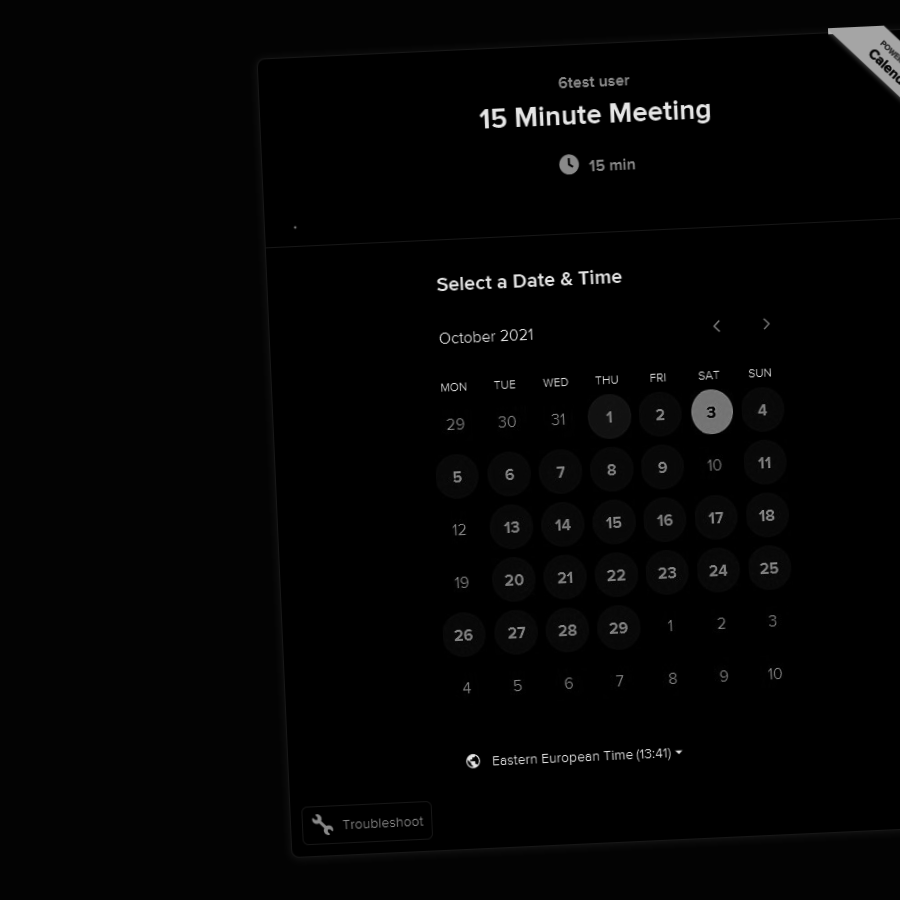 POWE
Calend
6test user
15 Minute Meeting
15 min
Select a Date & Time
October 2021
MON TUE WED THU FRI SAT SUN
29 30 31 1 2 3 4
5 6 7 8 9 10 11
12 13 14 15 16 17 18
19 20 21 22 23 24 25
26 27 28 29 1 2 3
4 5 6 7 8 9 10
Eastern European Time (13:41)
Troubleshoot